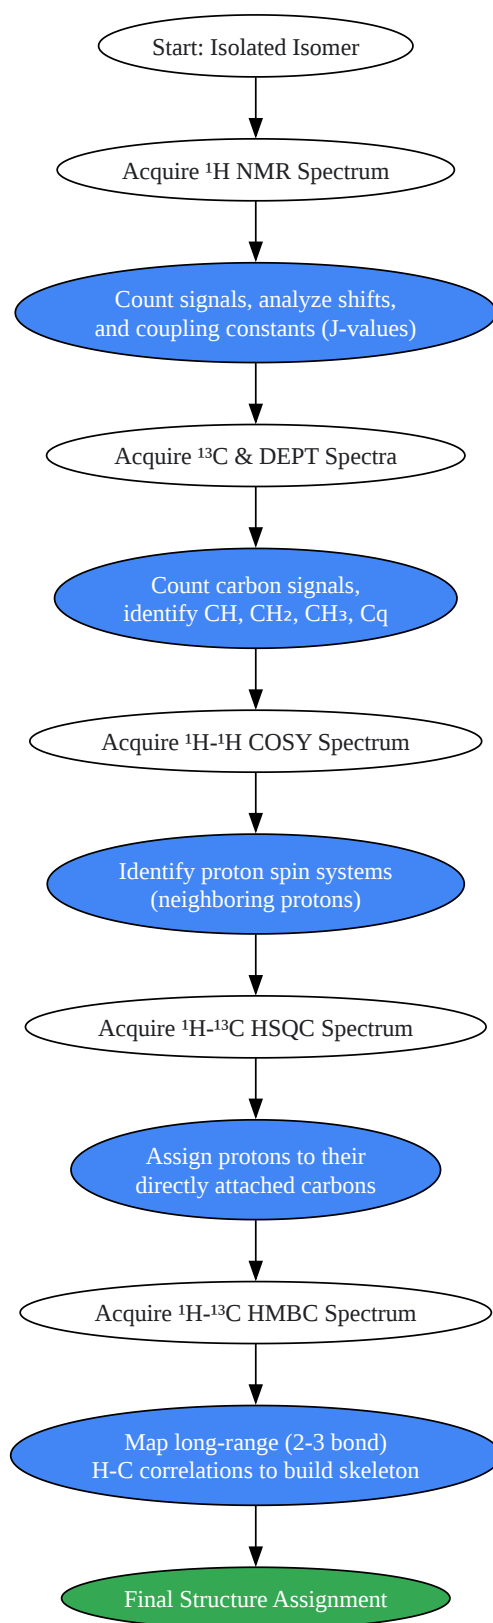 Start: Isolated Isomer
Acquire ¹H NMR Spectrum
Count signals, analyze shifts,
and coupling constants (J-values)
Acquire ¹³C & DEPT Spectra
Count carbon signals,
identify CH, CH₂, CH₃, Cq
Acquire ¹H-¹H COSY Spectrum
Identify proton spin systems
(neighboring protons)
Acquire ¹H-¹³C HSQC Spectrum
Assign protons to their
directly attached carbons
Acquire ¹H-¹³C HMBC Spectrum
Map long-range (2-3 bond)
H-C correlations to build skeleton
Final Structure Assignment